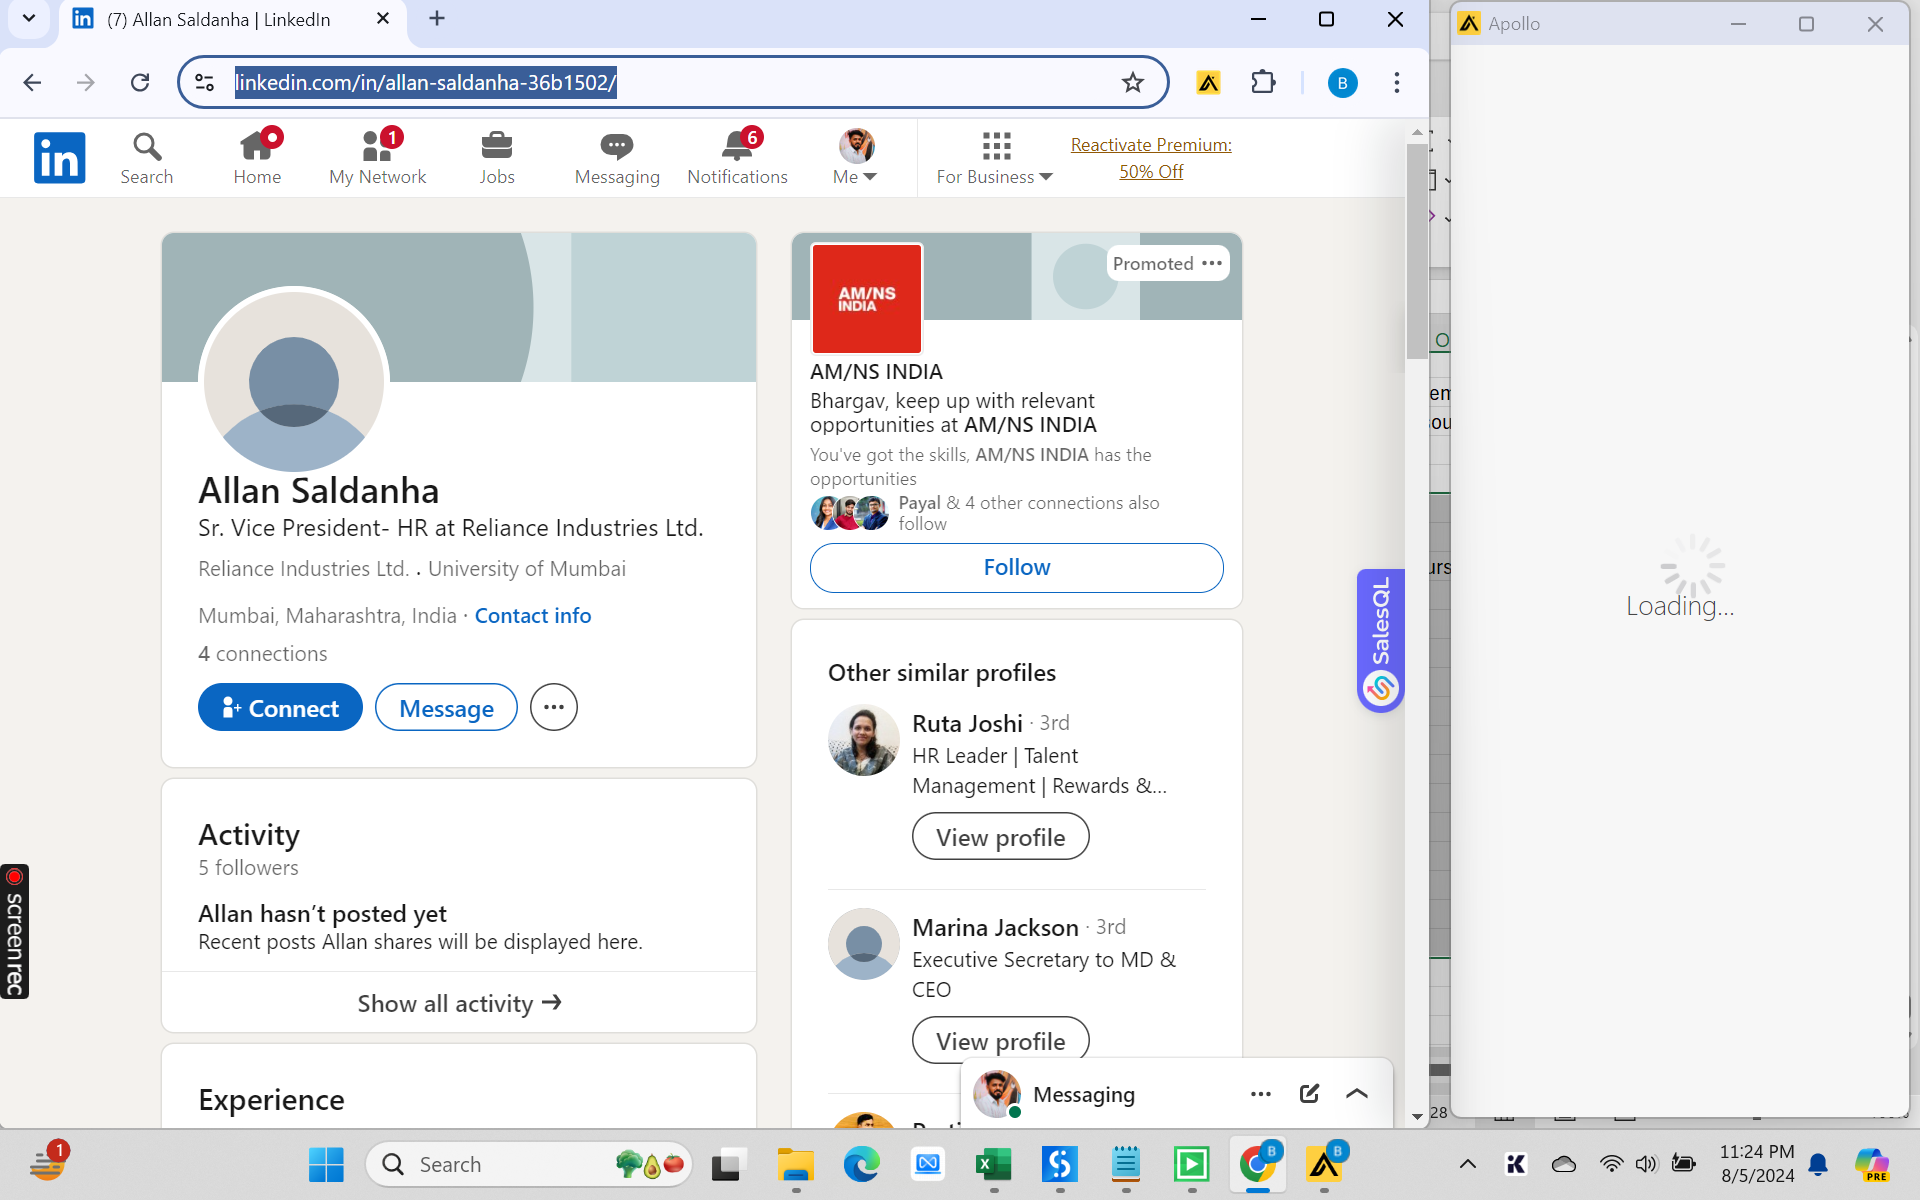 (7) Allan Saldanha | LinkedIn
linkedin.com/in/allan-saldanha-36b1502/
B
in
Search
Home
1
My Network
Jobs
Messaging
6
Notifications
Me
For Business
Reactivate Premium:
50% Off
Allan Saldanha
Sr. Vice President- HR at Reliance Industries Ltd.
Reliance Industries Ltd. . University of Mumbai
Mumbai, Maharashtra, India · Contact info
4 connections
Connect
Message
Activity
5 followers
Allan hasn't posted yet
Recent posts Allan shares will be displayed here.
Show all activity →
Experience
Promoted
AM/NS
INDIA
AM/NS INDIA
Bhargav, keep up with relevant
opportunities at AM/NS INDIA
You've got the skills, AM/NS INDIA has the
opportunities
Payal & 4 other connections also
follow
Follow
Other similar profiles
Ruta Joshi · 3rd
HR Leader | Talent
Management | Rewards &...
View profile
Marina Jackson · 3rd
Executive Secretary to MD &
CEO
View profile
Messaging
SalesQL
screenrec
Apollo
Loading...
28
1
Search
B
B
11:24 PM
8/5/2024
PRE